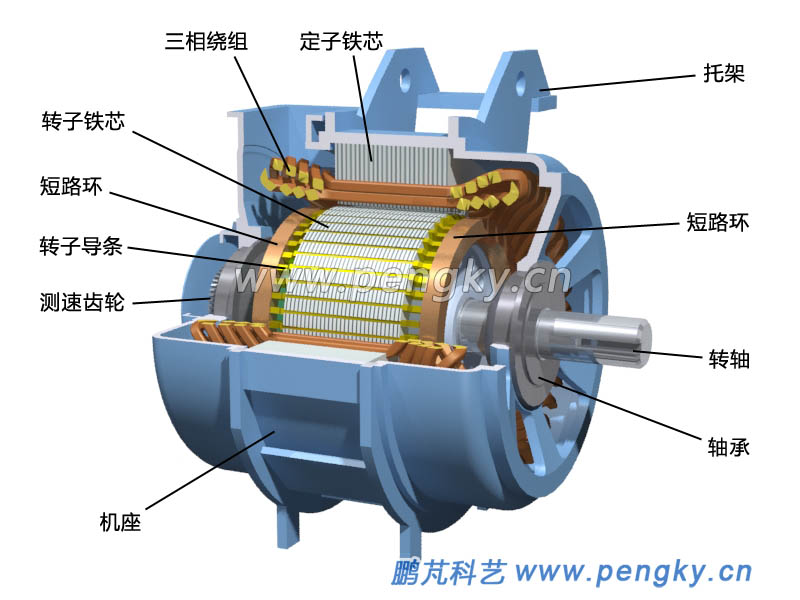 三相绕组
定子铁芯
托架
转子铁芯
短路环
短路环
转子导条
www.pengky.cn
测速齿轮
转轴
轴承
机座
鹏芃科艺 www.pengky.cn